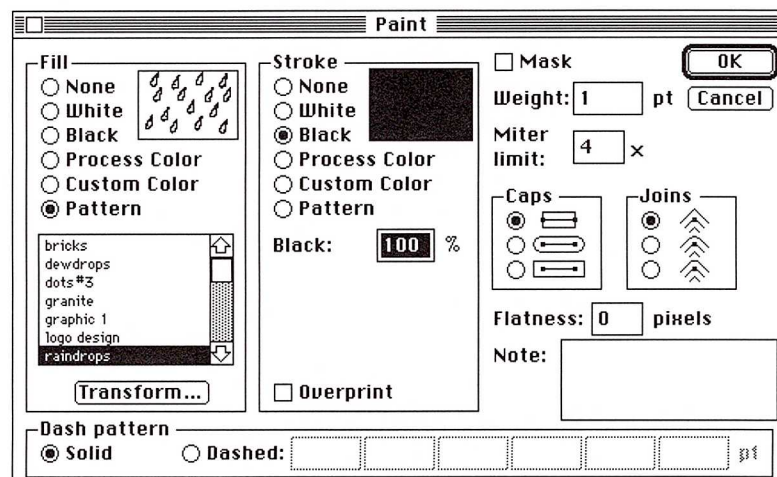 Paint
Fill
None
White
Black
Process Color
Custom Color
Pattern
bricks
dewdrops
dots#3
granite
graphic 1
logo design
raindrops
Transform...
Stroke
None
White
Black
Process Color
Custom Color
Pattern
Black: 100 %
Overprint
Mask
OK
Weight: 1 pt
Cancel
Miter limit: 4 x
Caps
Joins
Flatness: 0 pixels
Note:
Dash pattern
Solid
Dashed: pt